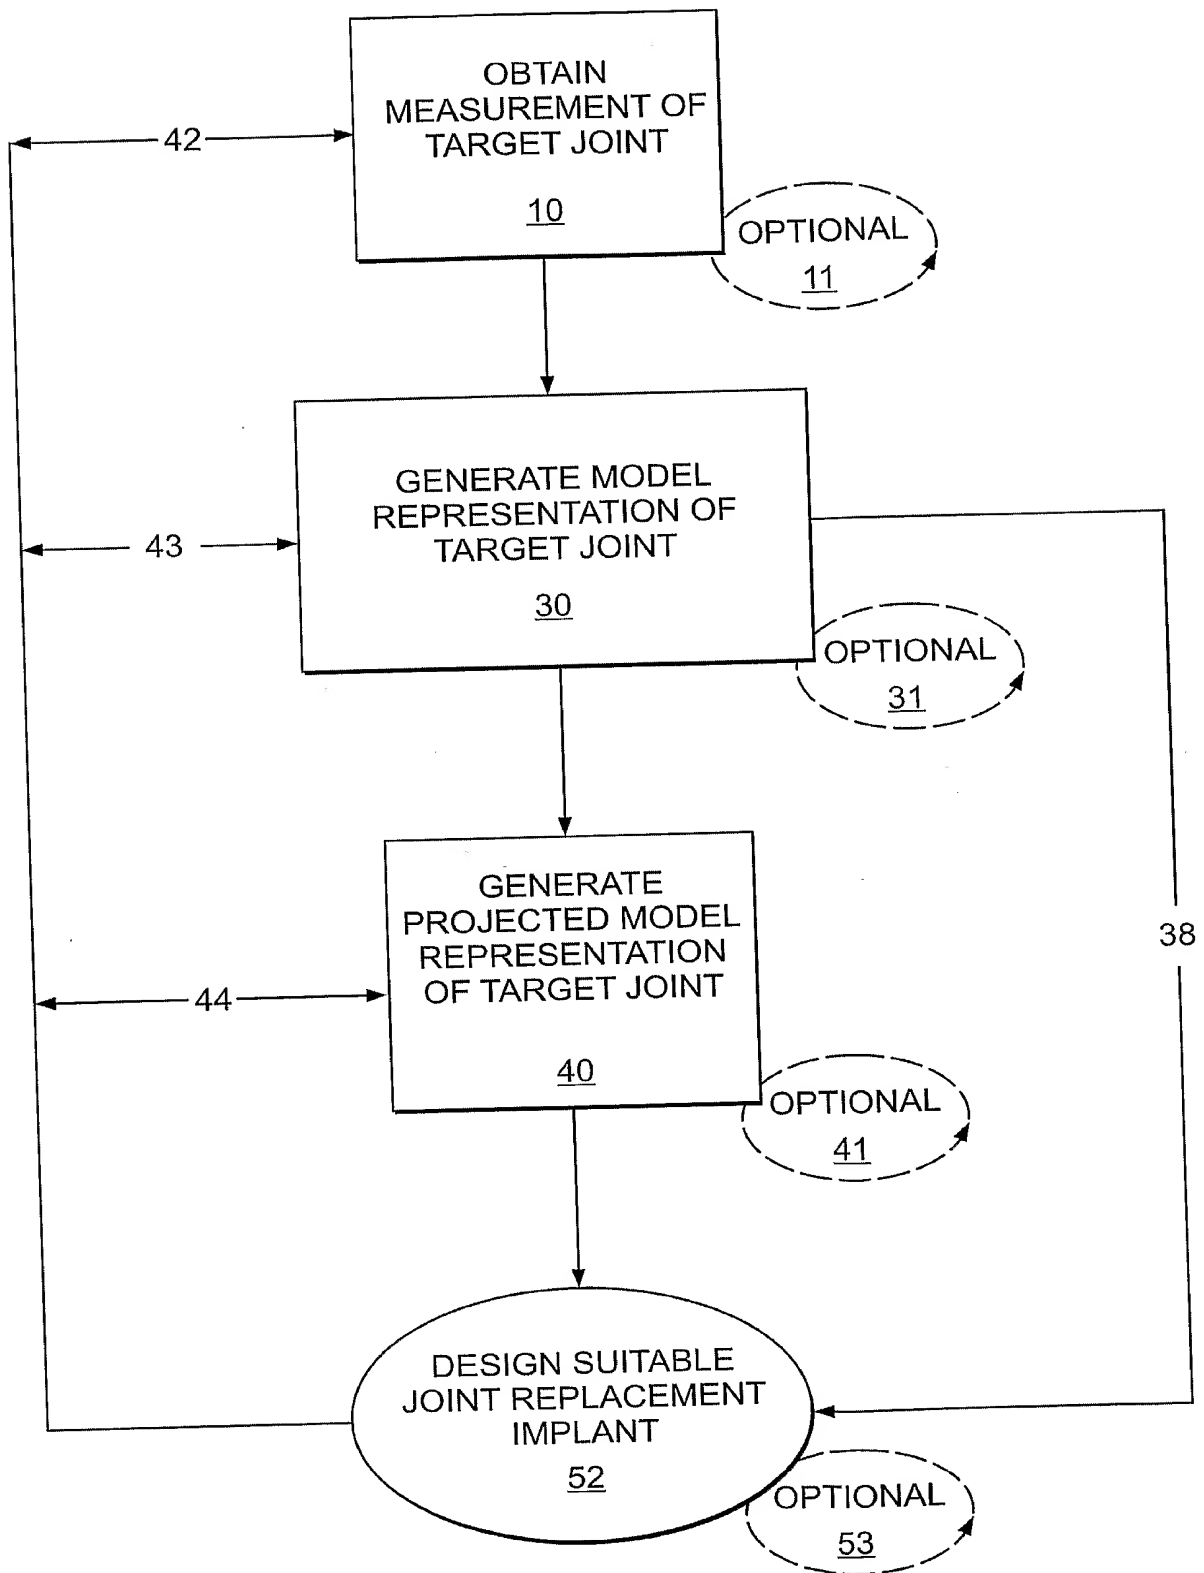 OBTAIN
MEASUREMENT OF
TARGET JOINT
10
42
OPTIONAL
11
GENERATE MODEL
REPRESENTATION OF
TARGET JOINT
30
43
OPTIONAL
31
GENERATE
PROJECTED MODEL
REPRESENTATION
OF TARGET JOINT
40
38
44
OPTIONAL
41
DESIGN SUITABLE
JOINT REPLACEMENT
IMPLANT
52
OPTIONAL
53